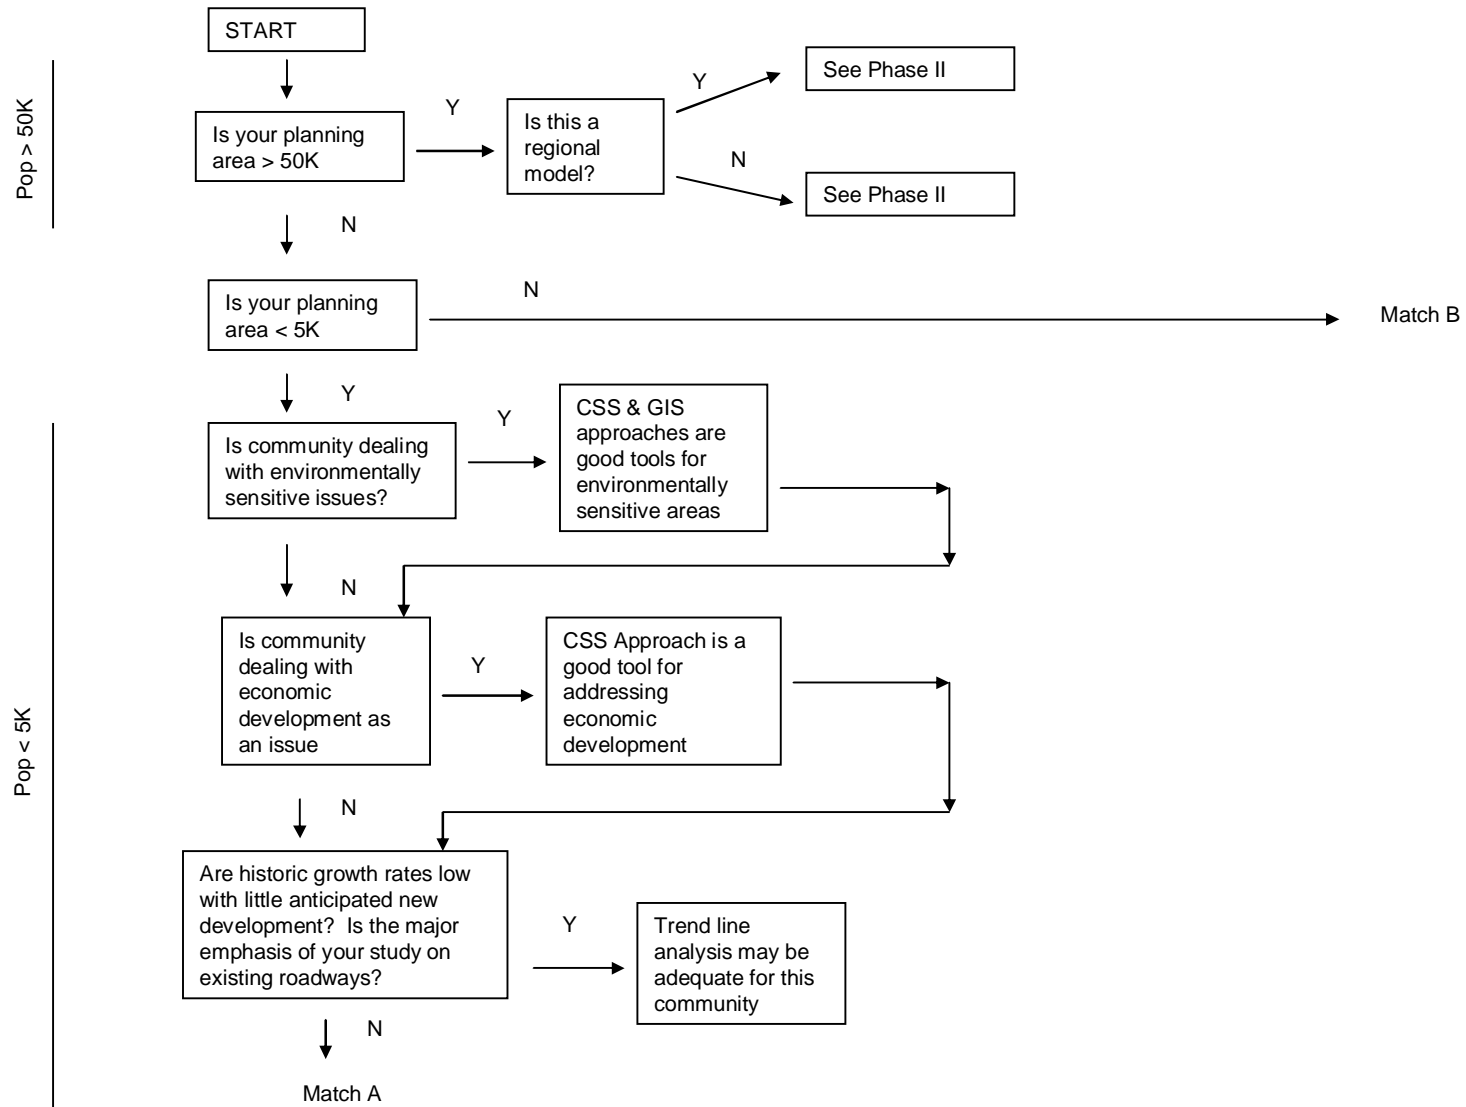 START
Pop > 50K
Is your planning
area > 50K
Y
Is this a
regional
model?
Y
See Phase II
N
See Phase II
N
Is your planning
area < 5K
N
Match B
Y
Pop < 5K
Is community dealing
with environmentally
sensitive issues?
Y
CSS & GIS
approaches are
good tools for
environmentally
sensitive areas
N
Is community
dealing with
economic
development as
an issue
Y
CSS Approach is a
good tool for
addressing
economic
development
N
Are historic growth rates low
with little anticipated new
development?  Is the major
emphasis of your study on
existing roadways?
Y
Trend line
analysis may be
adequate for this
community
N
Match A